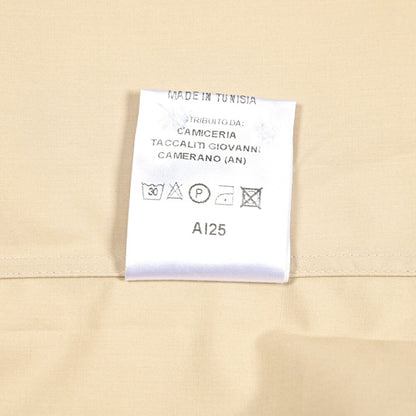 MADE IN TUNISIA
DISTRIBUITO DA:
CAMICERIA
TACCALITI GIOVANNI
CAMERANO (AN)
30 P
AI25